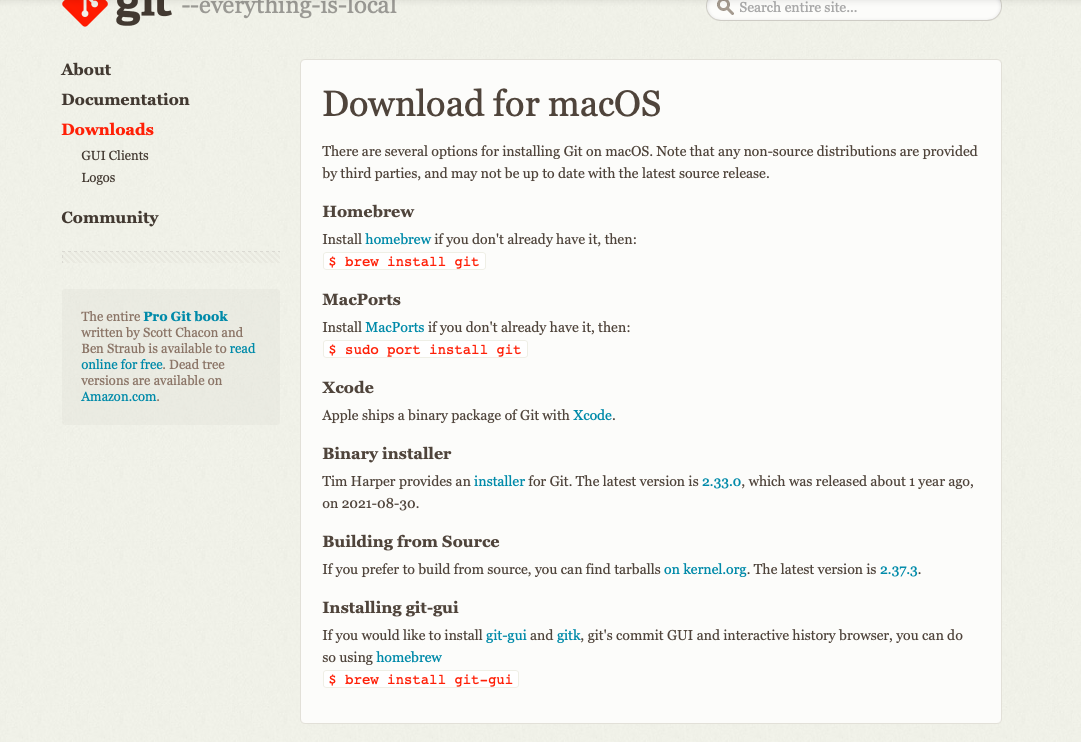 git --everything-is-local
Search entire site...
About
Documentation
Downloads
GUI Clients
Logos
Community
The entire Pro Git book
written by Scott Chacon and
Ben Straub is available to read
online for free. Dead tree
versions are available on
Amazon.com.
Download for macOS
There are several options for installing Git on macOS. Note that any non-source distributions are provided
by third parties, and may not be up to date with the latest source release.
Homebrew
Install homebrew if you don't already have it, then:
$ brew install git
MacPorts
Install MacPorts if you don't already have it, then:
$ sudo port install git
Xcode
Apple ships a binary package of Git with Xcode.
Binary installer
Tim Harper provides an installer for Git. The latest version is 2.33.0, which was released about 1 year ago,
on 2021-08-30.
Building from Source
If you prefer to build from source, you can find tarballs on kernel.org. The latest version is 2.37.3.
Installing git-gui
If you would like to install git-gui and gitk, git's commit GUI and interactive history browser, you can do
so using homebrew
$ brew install git-gui